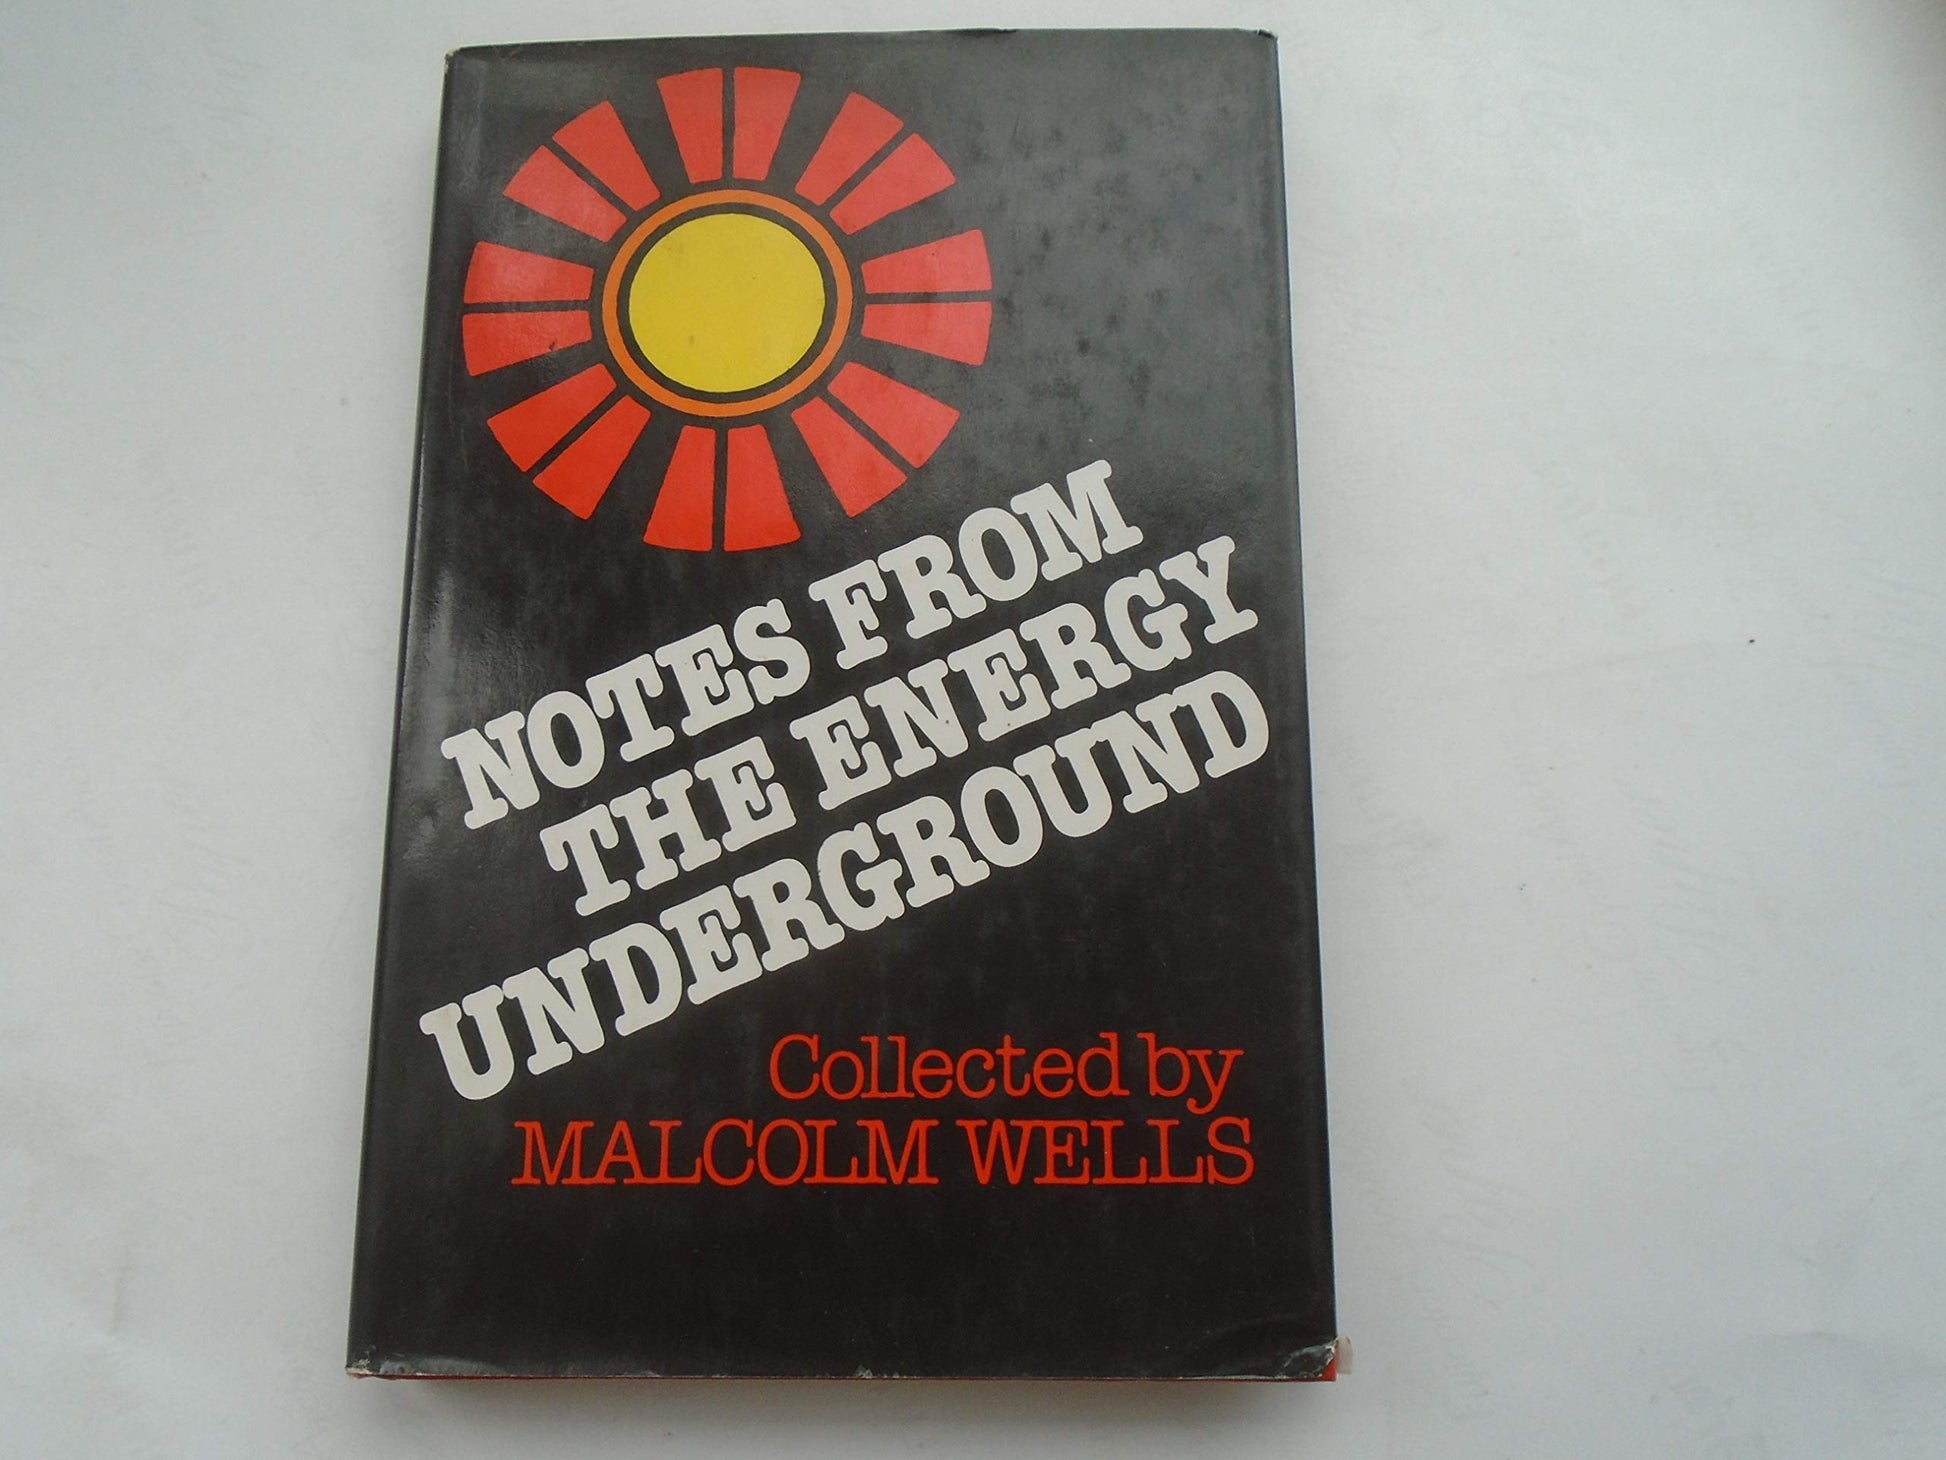 NOTES FROM
THE ENERGY
UNDERGROUND
Collected by
MALCOLM WELLS